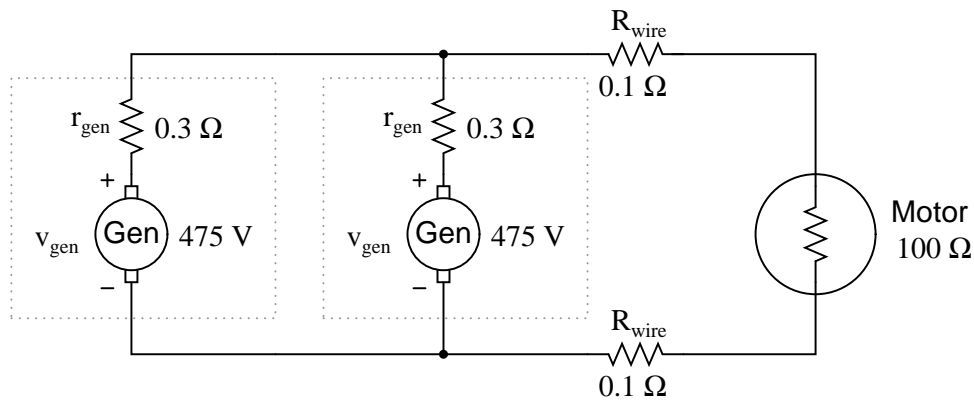 R_wire
0.1 Ω
r_gen 0.3 Ω
+
v_gen Gen 475 V
−
r_gen 0.3 Ω
+
v_gen Gen 475 V
−
Motor
100 Ω
R_wire
0.1 Ω